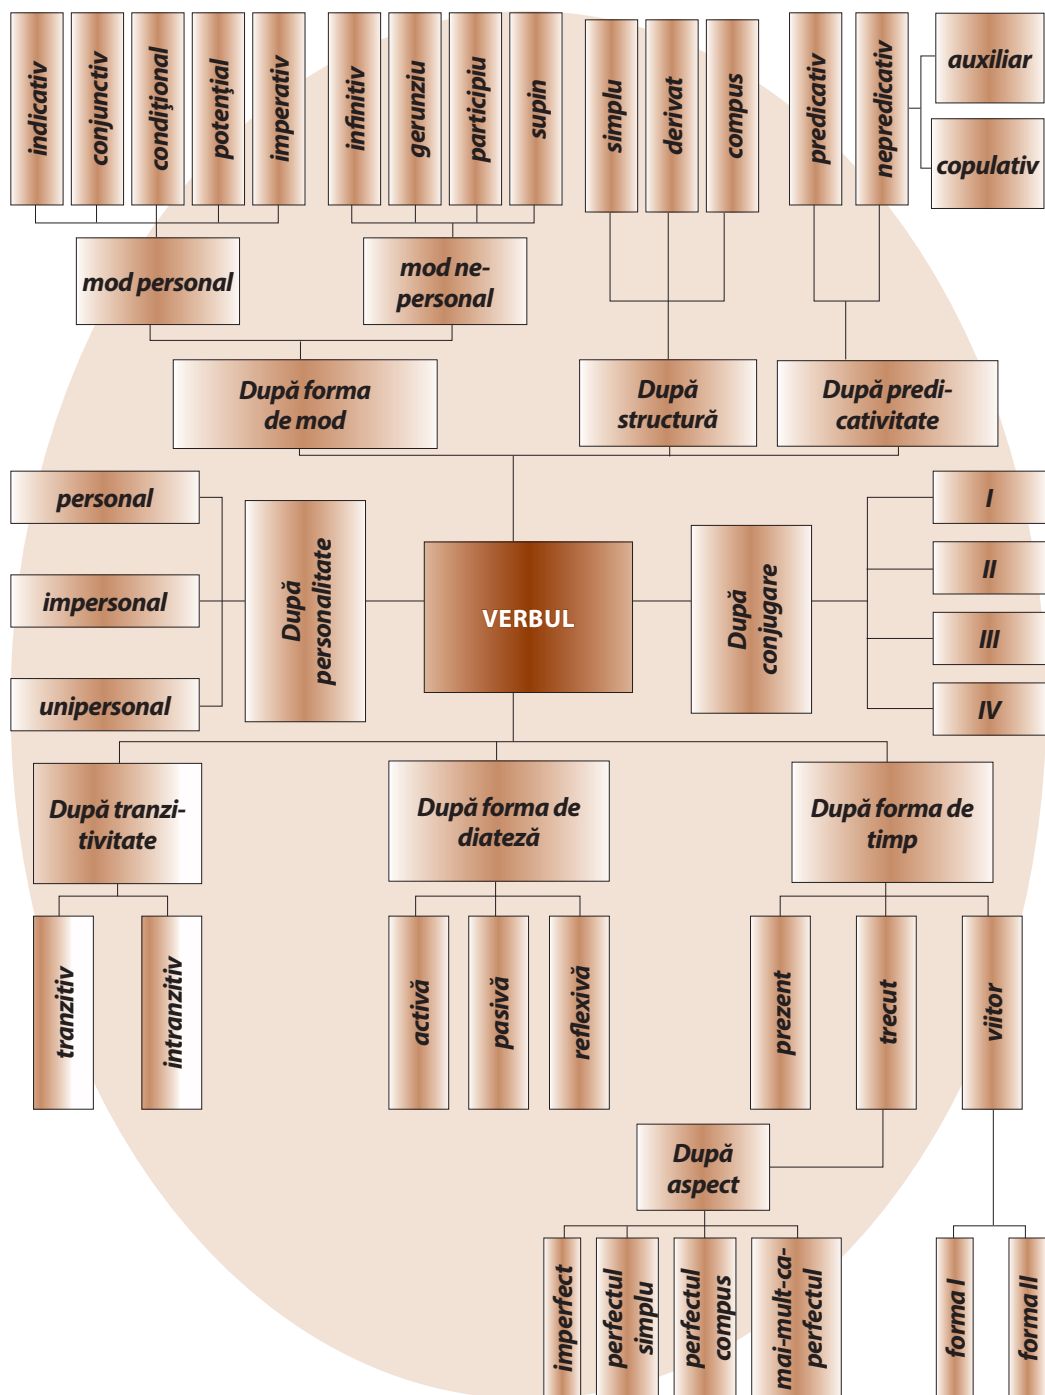 indicativ
conjunctiv
condiţional
potenţial
imperativ
infinitiv
gerunziu
participiu
supin
simplu
derivat
compus
predicativ
nepredicativ
auxiliar
copulativ
mod personal
mod ne-
personal
După forma
de mod
După
structură
După predi-
cativitate
personal
impersonal
unipersonal
După
personalitate
VERBUL
După
conjugare
I
II
III
IV
După tranzi-
tivitate
După forma de
diateză
După forma de
timp
tranzitiv
intranzitiv
activă
pasivă
reflexivă
prezent
trecut
viitor
După
aspect
imperfect
perfectul
simplu
perfectul
compus
mai-mult-ca-
perfectul
forma I
forma II